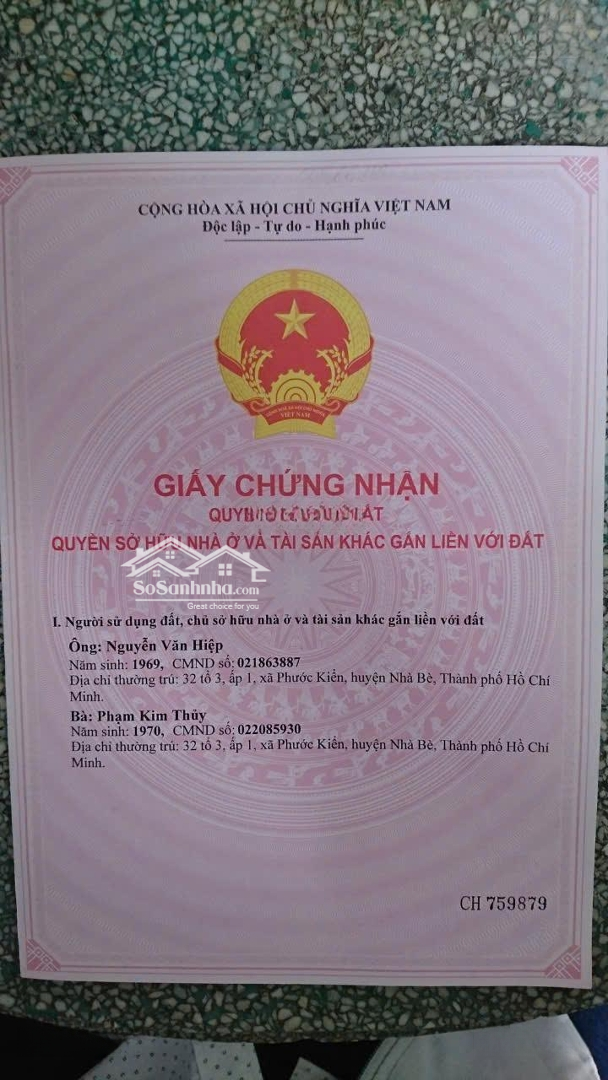 CỘNG HÒA XÃ HỘI CHỦ NGHĨA VIỆT NAM
Độc lập - Tự do - Hạnh phúc
VIỆT NAM
GIẤY CHỨNG NHẬN
QUYỀN SỞ HỮU NHÀ Ở VÀ TÀI SẢN KHÁC GẮN LIỀN VỚI ĐẤT
SoSanhnha.com
Great choice for you
I. Người sử dụng đất, chủ sở hữu nhà ở và tài sản khác gắn liền với đất
Ông: Nguyễn Văn Hiệp
Năm sinh: 1969, CMND số: 021863887
Địa chỉ thường trú: 32 tổ 3, ấp 1, xã Phước Kiển, huyện Nhà Bè, Thành phố Hồ Chí
Minh.
Bà: Phạm Kim Thủy
Năm sinh: 1970, CMND số: 022085930
Địa chỉ thường trú: 32 tổ 3, ấp 1, xã Phước Kiển, huyện Nhà Bè, Thành phố Hồ Chí
Minh.
CH 759879